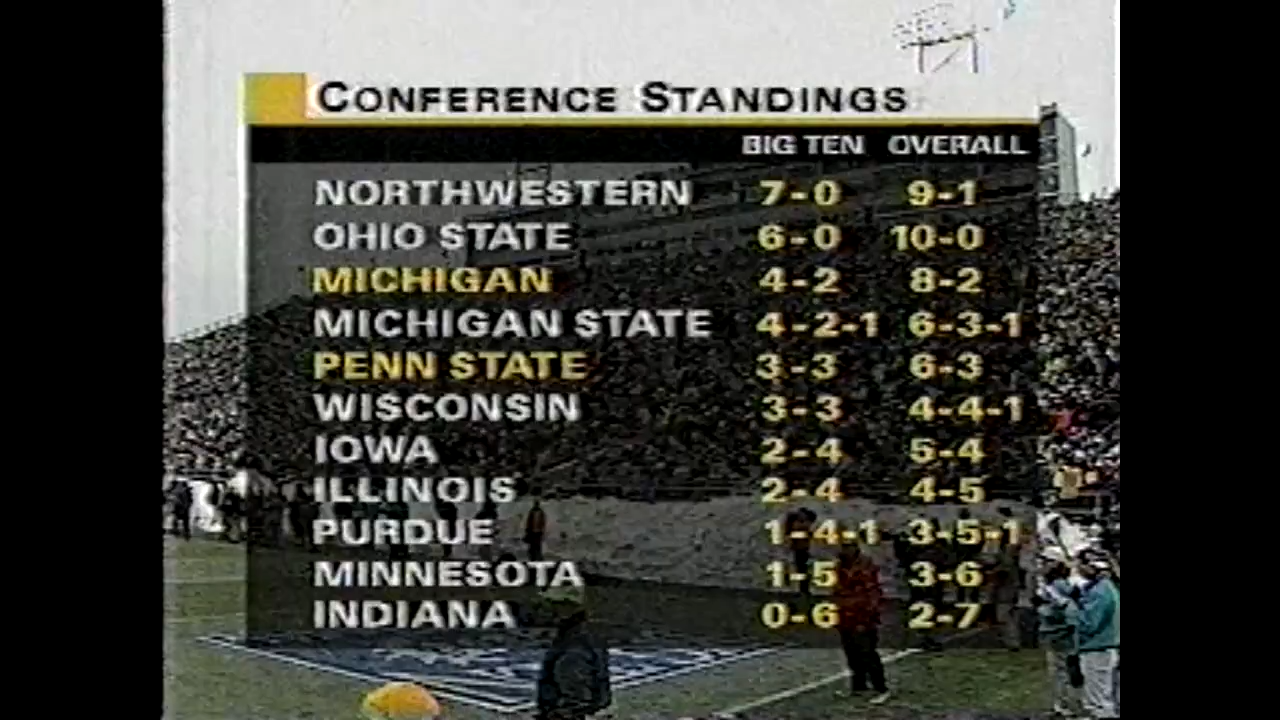 CONFERENCE STANDINGS
BIG TEN OVERALL
NORTHWESTERN 7-0 9-1
OHIO STATE 6-0 10-0
MICHIGAN 4-2 8-2
MICHIGAN STATE 4-2-1 6-3-1
PENN STATE 3-3 6-3
WISCONSIN 3-3 4-4-1
IOWA 2-4 5-4
ILLINOIS 2-4 4-5
PURDUE 1-4-1 3-5-1
MINNESOTA 1-5 3-6
INDIANA 0-6 2-7